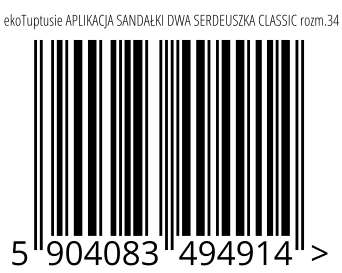 ekoTuptusie APLIKACJA SANDAŁKI DWA SERDEUSZKA CLASSIC rozm.34
5 904083 494914 >